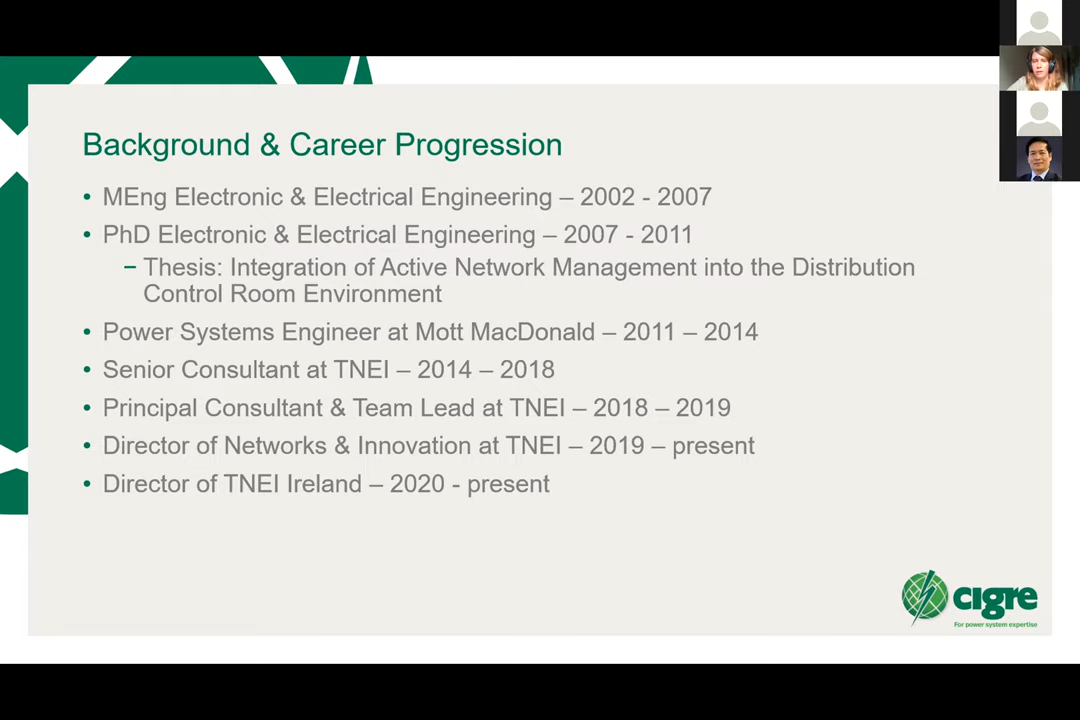 Background & Career Progression
• MEng Electronic & Electrical Engineering – 2002 - 2007
• PhD Electronic & Electrical Engineering – 2007 - 2011
– Thesis: Integration of Active Network Management into the Distribution
Control Room Environment
• Power Systems Engineer at Mott MacDonald – 2011 – 2014
• Senior Consultant at TNEI – 2014 – 2018
• Principal Consultant & Team Lead at TNEI – 2018 – 2019
• Director of Networks & Innovation at TNEI – 2019 – present
• Director of TNEI Ireland – 2020 - present
cigre
For power system expertise